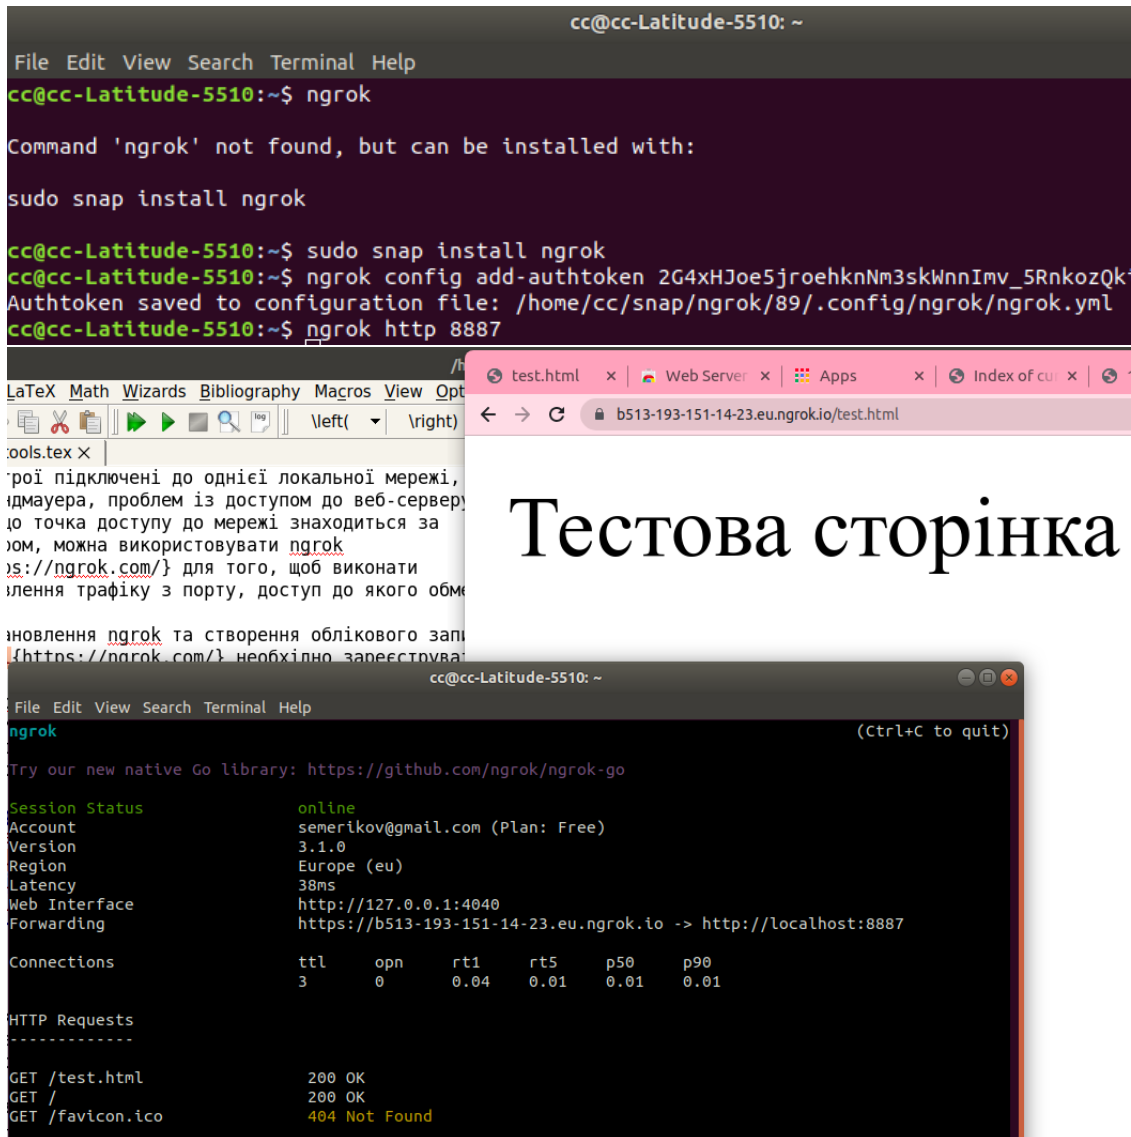 cc@cc-Latitude-5510: ~
File Edit View Search Terminal Help
cc@cc-Latitude-5510:~$ ngrok
Command 'ngrok' not found, but can be installed with:
sudo snap install ngrok
cc@cc-Latitude-5510:~$ sudo snap install ngrok
cc@cc-Latitude-5510:~$ ngrok config add-authtoken 2G4xHJoe5jroehknNm3skWnnImv_5RnkozQki
Authtoken saved to configuration file: /home/cc/snap/ngrok/89/.config/ngrok/ngrok.yml
cc@cc-Latitude-5510:~$ ngrok http 8887
/h
LaTeX Math Wizards Bibliography Macros View Opt
log \left( \right)
tools.tex
трої підключені до однієї локальної мережі,
ндмауера, проблем із доступом до веб-серверу
що точка доступу до мережі знаходиться за
ром, можна використовувати ngrok
ps://ngrok.com/} для того, щоб виконати
влення трафіку з порту, доступ до якого обме
ановлення ngrok та створення облікового запи
{https://ngrok.com/} необхідно зареєструват
test.html Web Server Apps Index of cur
b513-193-151-14-23.eu.ngrok.io/test.html
Тестова сторінка
cc@cc-Latitude-5510: ~
File Edit View Search Terminal Help
ngrok (Ctrl+C to quit)
Try our new native Go library: https://github.com/ngrok/ngrok-go
Session Status online
Account semerikov@gmail.com (Plan: Free)
Version 3.1.0
Region Europe (eu)
Latency 38ms
Web Interface http://127.0.0.1:4040
Forwarding https://b513-193-151-14-23.eu.ngrok.io -> http://localhost:8887
Connections ttl opn rt1 rt5 p50 p90
3 0 0.04 0.01 0.01 0.01
HTTP Requests
-------------
GET /test.html 200 OK
GET / 200 OK
GET /favicon.ico 404 Not Found